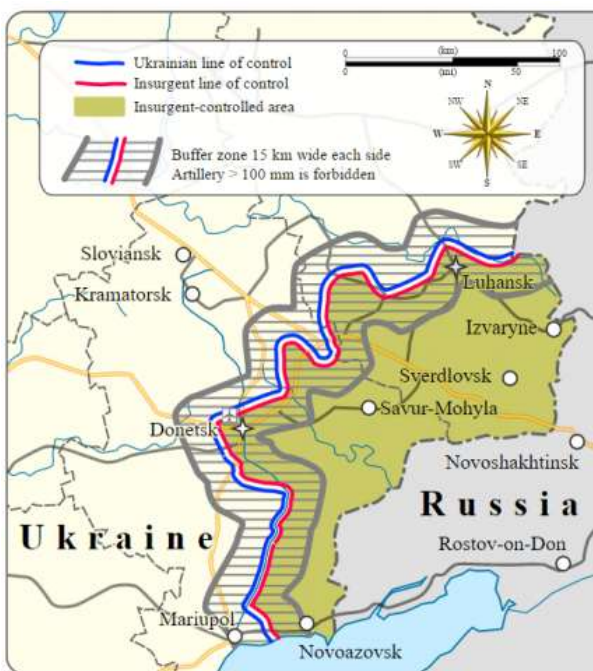 (km)
0 100
Ukrainian line of control
0 (mi) 50
Insurgent line of control
Insurgent-controlled area
N
NW NE
W E
SW SE
S
Buffer zone 15 km wide each side
Artillery > 100 mm is forbidden
Sloviansk
Kramatorsk
Luhansk
Izvaryne
Sverdlovsk
Savur-Mohyla
Donetsk
Novoshakhtinsk
Russia
Ukraine
Rostov-on-Don
Mariupol
Novoazovsk